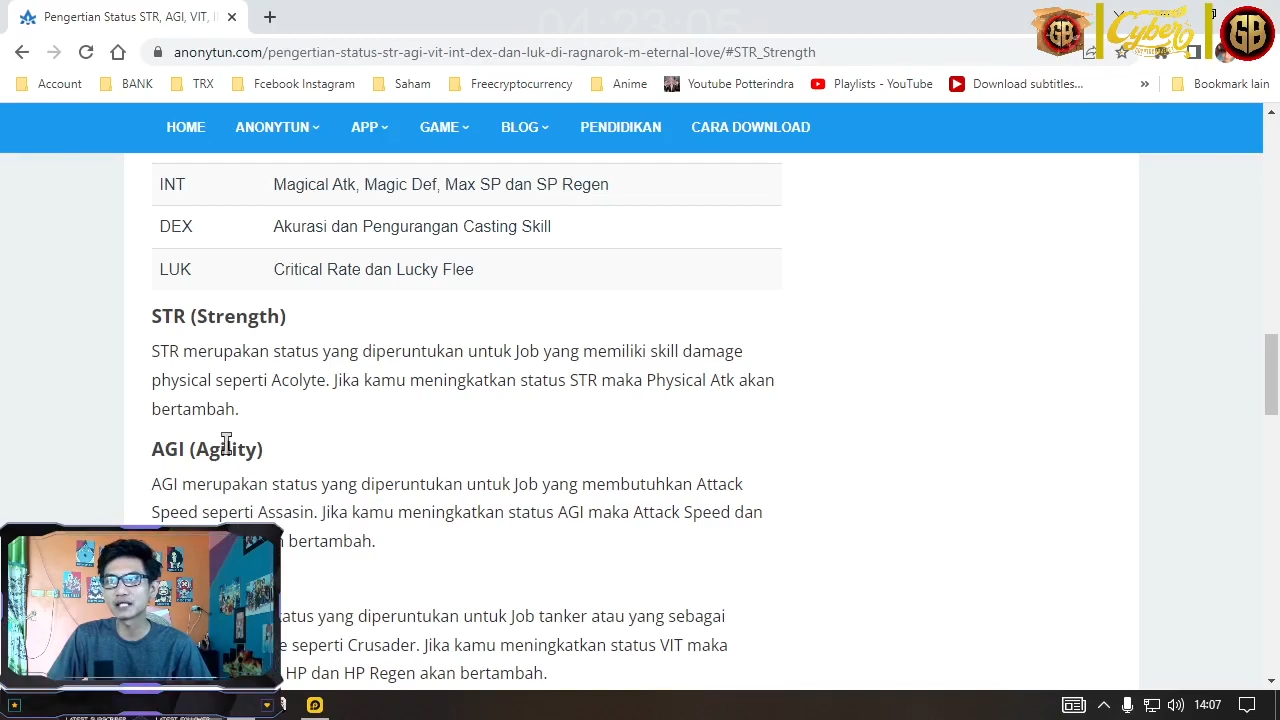 Pengertian Status STR, AGI, VIT, I
anonytun.com/pengertian-status-str-agi-vit-int-dex-dan-luk-di-ragnarok-m-eternal-love/#STR_Strength
Cyber
GB
GB
Account BANK TRX Fcebook Instagram Saham Freecryptocurrency Anime Youtube Potterindra Playlists - YouTube Download subtitles... » Bookmark lain
HOME ANONYTUN APP GAME BLOG PENDIDIKAN CARA DOWNLOAD
INT Magical Atk, Magic Def, Max SP dan SP Regen
DEX Akurasi dan Pengurangan Casting Skill
LUK Critical Rate dan Lucky Flee
STR (Strength)
STR merupakan status yang diperuntukan untuk Job yang memiliki skill damage
physical seperti Acolyte. Jika kamu meningkatkan status STR maka Physical Atk akan
bertambah.
AGI (Agility)
AGI merupakan status yang diperuntukan untuk Job yang membutuhkan Attack
Speed seperti Assasin. Jika kamu meningkatkan status AGI maka Attack Speed dan
bertambah.
atus yang diperuntukan untuk Job tanker atau yang sebagai
e seperti Crusader. Jika kamu meningkatkan status VIT maka
HP dan HP Regen akan bertambah.
14:07